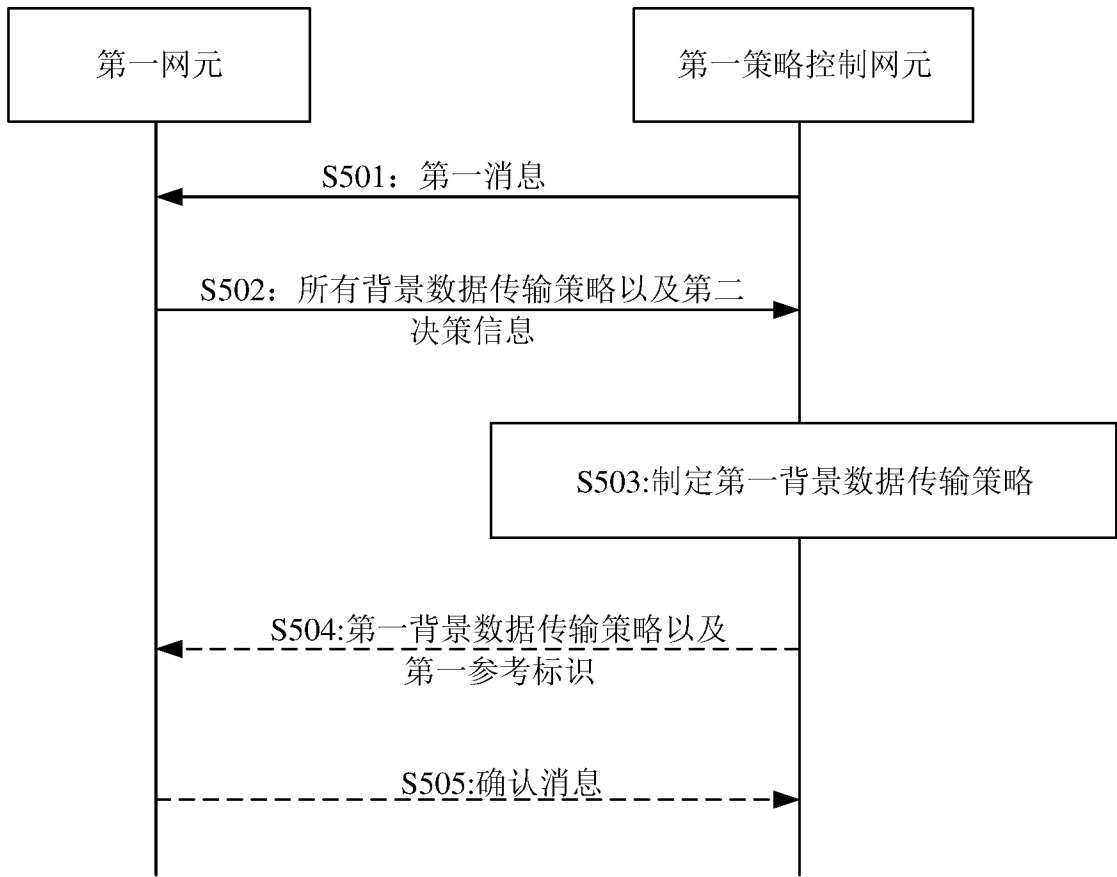 第一网元
第一策略控制网元
S501：第一消息
S502：所有背景数据传输策略以及第二
决策信息
S503:制定第一背景数据传输策略
S504:第一背景数据传输策略以及
第一参考标识
S505:确认消息